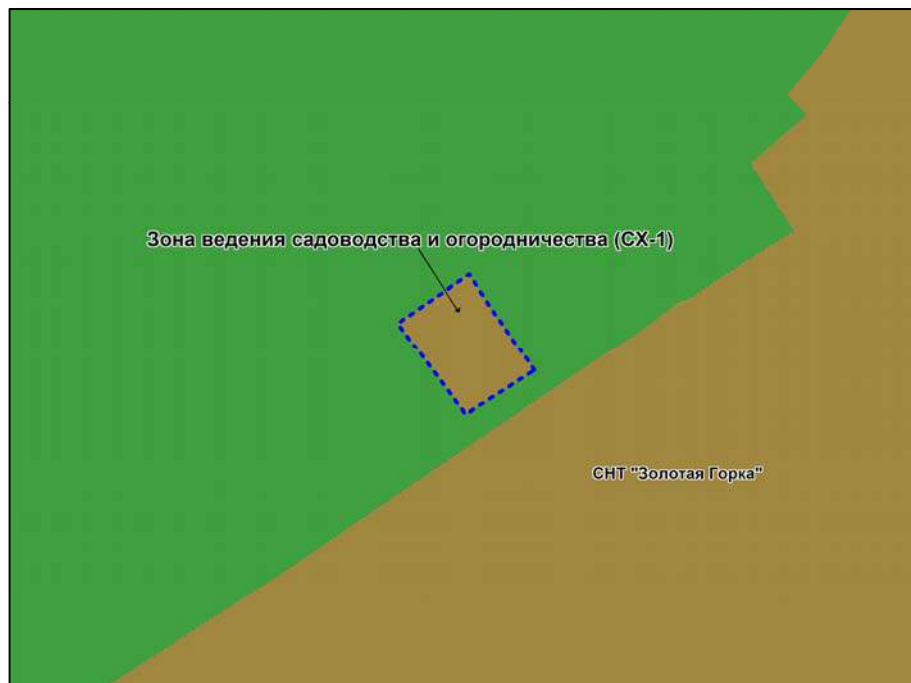 Зона ведения садоводства и огородничества (СХ-1)
СНТ "Золотая Горка"